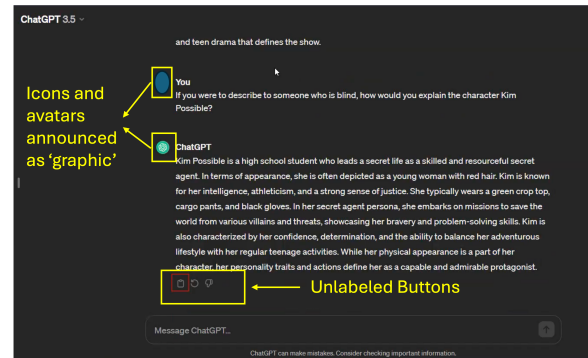 ChatGPT 3.5
and teen drama that defines the show.
You
If you were to describe to someone who is blind, how would you explain the character Kim
Possible?
Icons and
avatars
announced
as ‘graphic’
ChatGPT
Kim Possible is a high school student who leads a secret life as a skilled and resourceful secret
agent. In terms of appearance, she is often depicted as a young woman with red hair. Kim is known
for her intelligence, athleticism, and a strong sense of justice. She typically wears a green crop top,
cargo pants, and black gloves. In her secret agent persona, she embarks on missions to save the
world from various villains and threats, showcasing her bravery and problem-solving skills. Kim is
also characterized by her confidence, determination, and the ability to balance her adventurous
lifestyle with her regular teenage activities. While her physical appearance is a part of her
character, her personality traits and actions define her as a capable and admirable protagonist.
Unlabeled Buttons
Message ChatGPT...
ChatGPT can make mistakes. Consider checking important information.